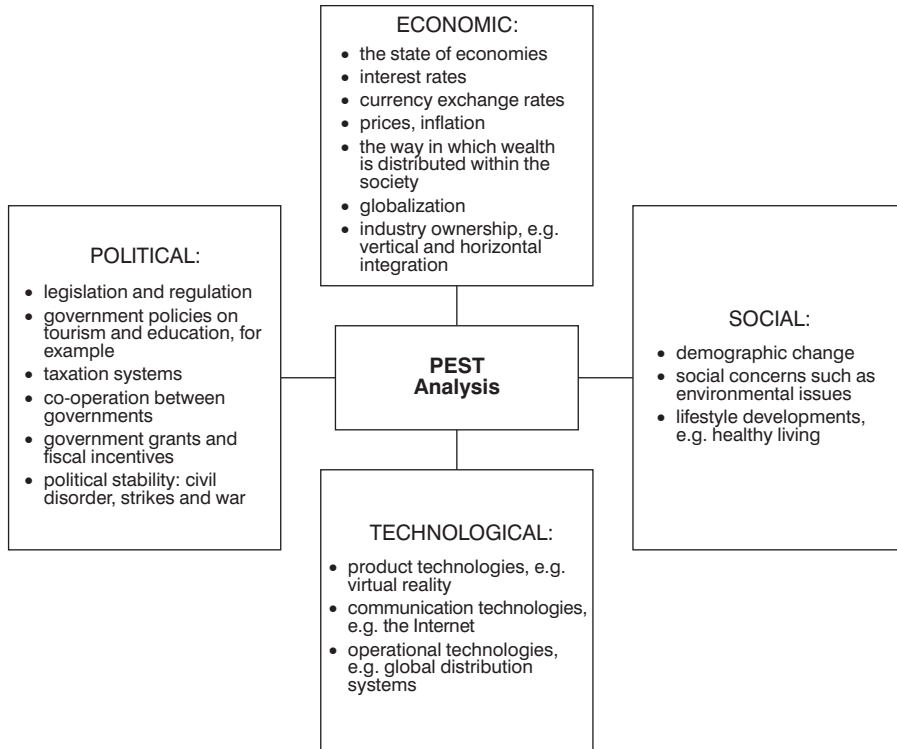 ECONOMIC:
• the state of economies
• interest rates
• currency exchange rates
• prices, inflation
• the way in which wealth
is distributed within the
society
• globalization
• industry ownership, e.g.
vertical and horizontal
integration
POLITICAL:
• legislation and regulation
• government policies on
tourism and education, for
example
• taxation systems
• co-operation between
governments
• government grants and
fiscal incentives
• political stability: civil
disorder, strikes and war
PEST
Analysis
SOCIAL:
• demographic change
• social concerns such as
environmental issues
• lifestyle developments,
e.g. healthy living
TECHNOLOGICAL:
• product technologies, e.g.
virtual reality
• communication technologies,
e.g. the Internet
• operational technologies,
e.g. global distribution
systems